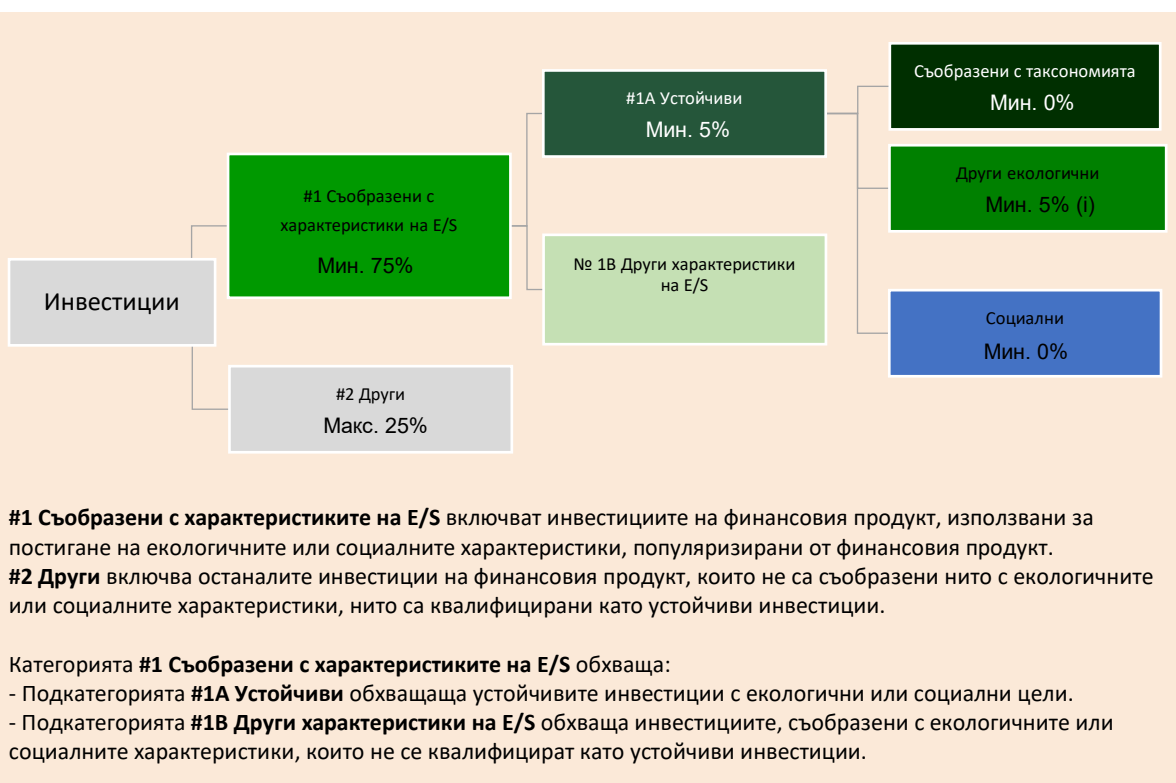 Инвестиции
#1 Съобразени с
характеристики на E/S
Мин. 75%
#2 Други
Макс. 25%
#1A Устойчиви
Мин. 5%
№ 1B Други характеристики
на E/S
Съобразени с таксономията
Мин. 0%
Други екологични
Мин. 5% (i)
Социални
Мин. 0%
#1 Съобразени с характеристиките на E/S включват инвестициите на финансовия продукт, използвани за
постигане на екологичните или социалните характеристики, популяризирани от финансовия продукт.
#2 Други включва останалите инвестиции на финансовия продукт, които не са съобразени нито с екологичните
или социалните характеристики, нито са квалифицирани като устойчиви инвестиции.
Категорията #1 Съобразени с характеристиките на E/S обхваща:
- Подкатегорията #1A Устойчиви обхващаща устойчивите инвестиции с екологични или социални цели.
- Подкатегорията #1B Други характеристики на E/S обхваща инвестициите, съобразени с екологичните или
социалните характеристики, които не се квалифицират като устойчиви инвестиции.